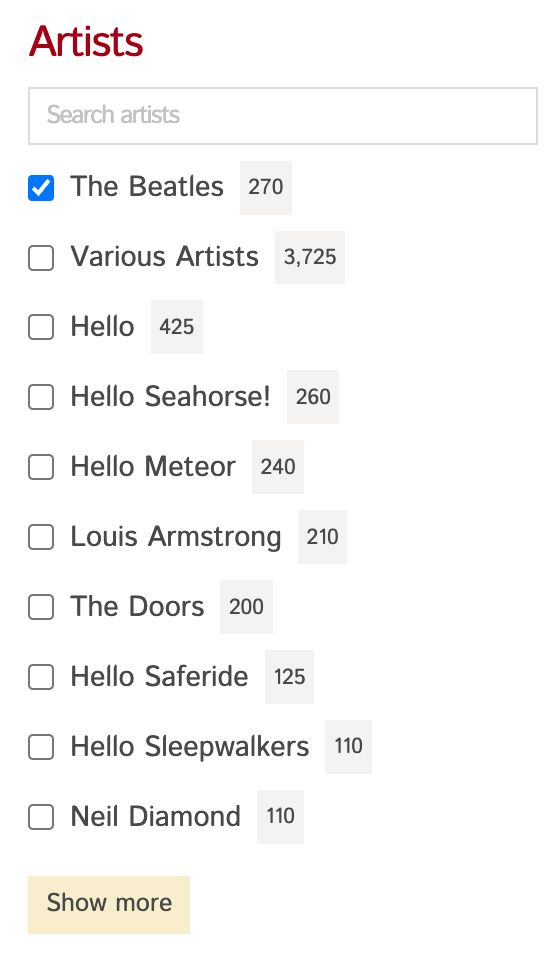 Artists
Search artists
The Beatles 270
Various Artists 3,725
Hello 425
Hello Seahorse! 260
Hello Meteor 240
Louis Armstrong 210
The Doors 200
Hello Saferide 125
Hello Sleepwalkers 110
Neil Diamond 110
Show more